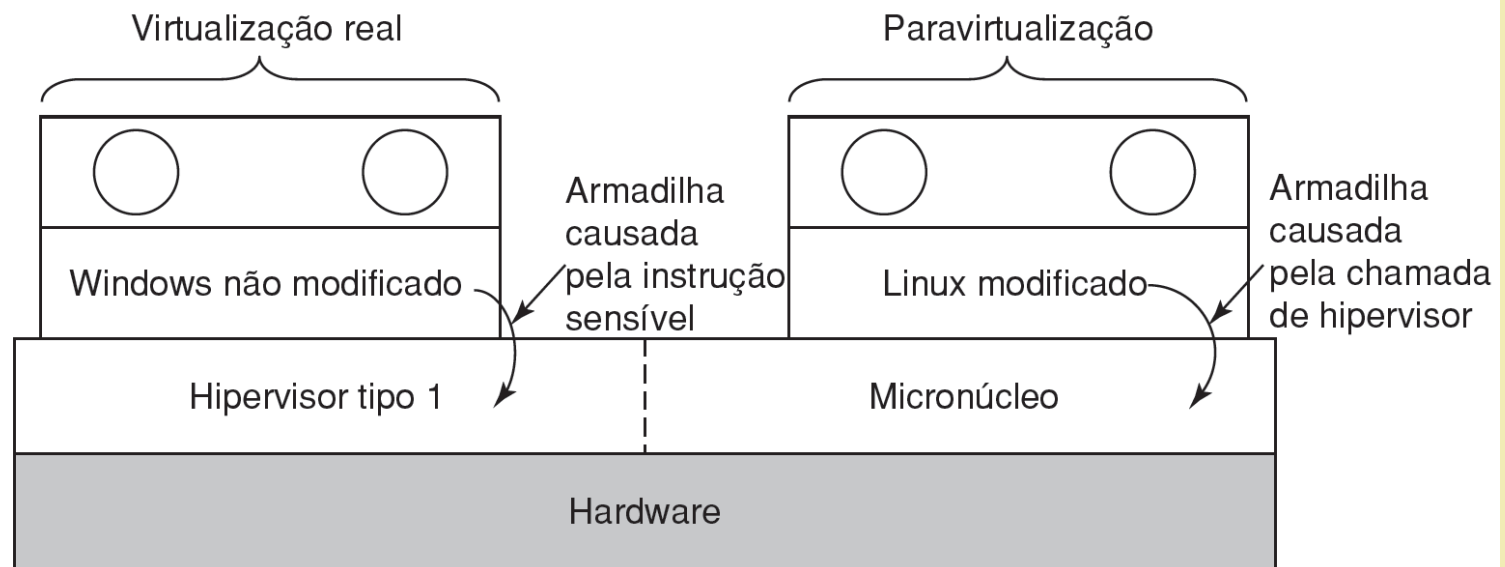 Virtualização real
Paravirtualização
Armadilha
causada
pela instrução
sensível
Armadilha
causada
pela chamada
de hipervisor
Windows não modificado
Linux modificado
Hipervisor tipo 1
Micronúcleo
Hardware